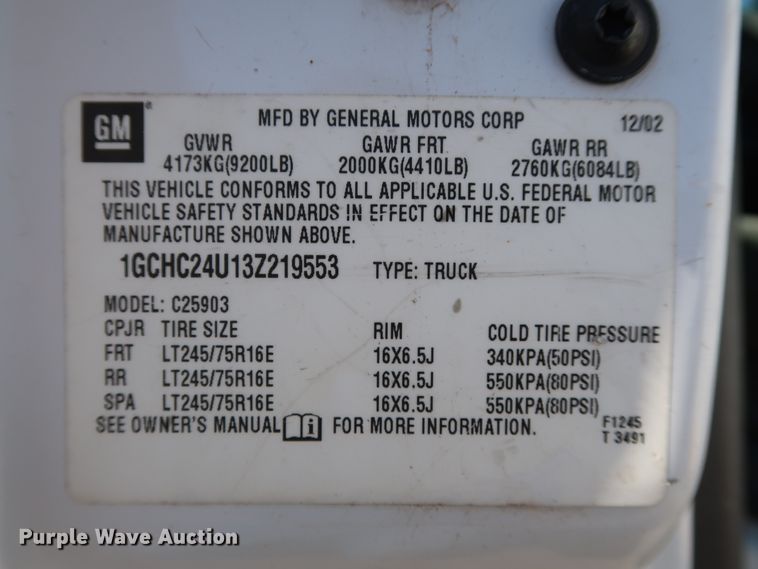 GM
MFD BY GENERAL MOTORS CORP 12/02
GVWR GAWR FRT GAWR RR
4173KG(9200LB) 2000KG(4410LB) 2760KG(6084LB)
THIS VEHICLE CONFORMS TO ALL APPLICABLE U.S. FEDERAL MOTOR
VEHICLE SAFETY STANDARDS IN EFFECT ON THE DATE OF
MANUFACTURE SHOWN ABOVE.
1GCHC24U13Z219553 TYPE: TRUCK
MODEL: C25903
CPJR TIRE SIZE RIM COLD TIRE PRESSURE
FRT LT245/75R16E 16X6.5J 340KPA(50PSI)
RR LT245/75R16E 16X6.5J 550KPA(80PSI)
SPA LT245/75R16E 16X6.5J 550KPA(80PSI)
SEE OWNER'S MANUAL i FOR MORE INFORMATION. F1245
T 3491
Purple Wave Auction